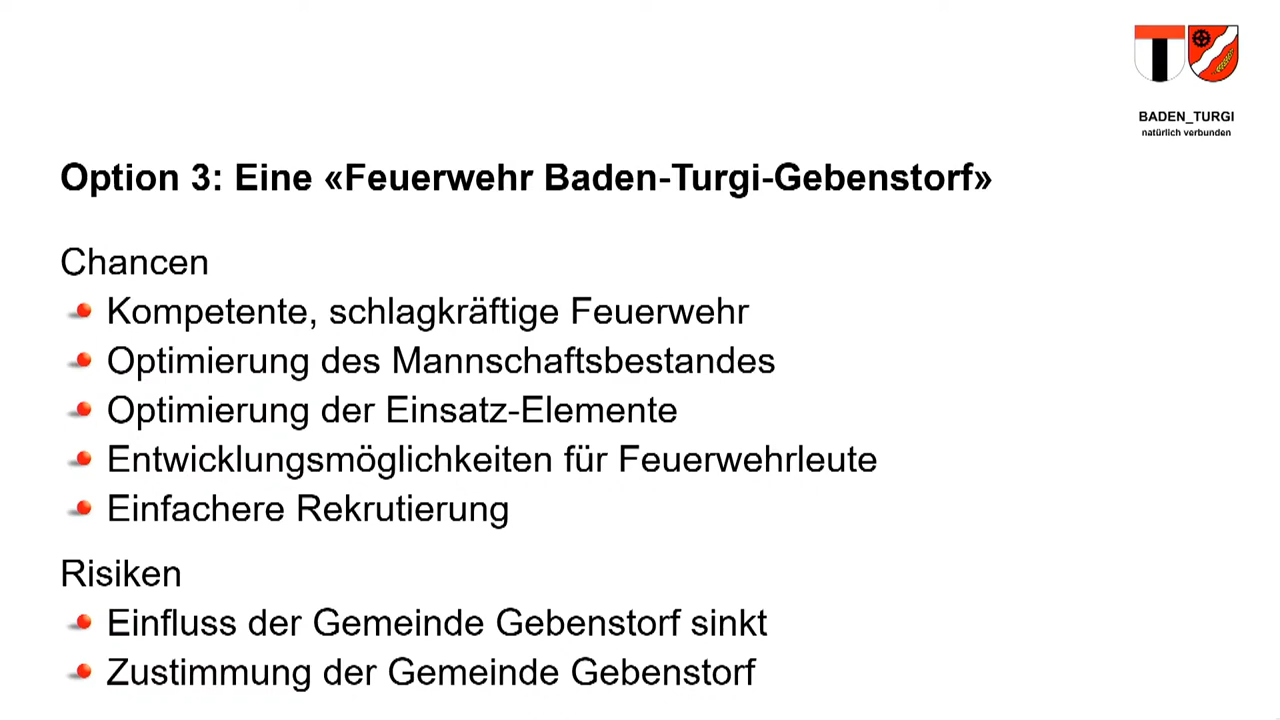 BADEN_TURGI
natürlich verbunden
Option 3: Eine «Feuerwehr Baden-Turgi-Gebenstorf»
Chancen
Kompetente, schlagkräftige Feuerwehr
Optimierung des Mannschaftsbestandes
Optimierung der Einsatz-Elemente
Entwicklungsmöglichkeiten für Feuerwehrleute
Einfachere Rekrutierung
Risiken
Einfluss der Gemeinde Gebenstorf sinkt
Zustimmung der Gemeinde Gebenstorf